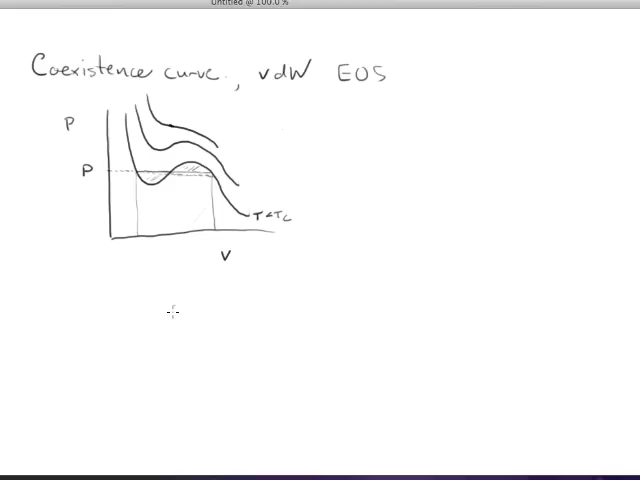 Untitled @ 100.0 %
Coexistence curve, vdW EOS
P
P
T < Tc
V